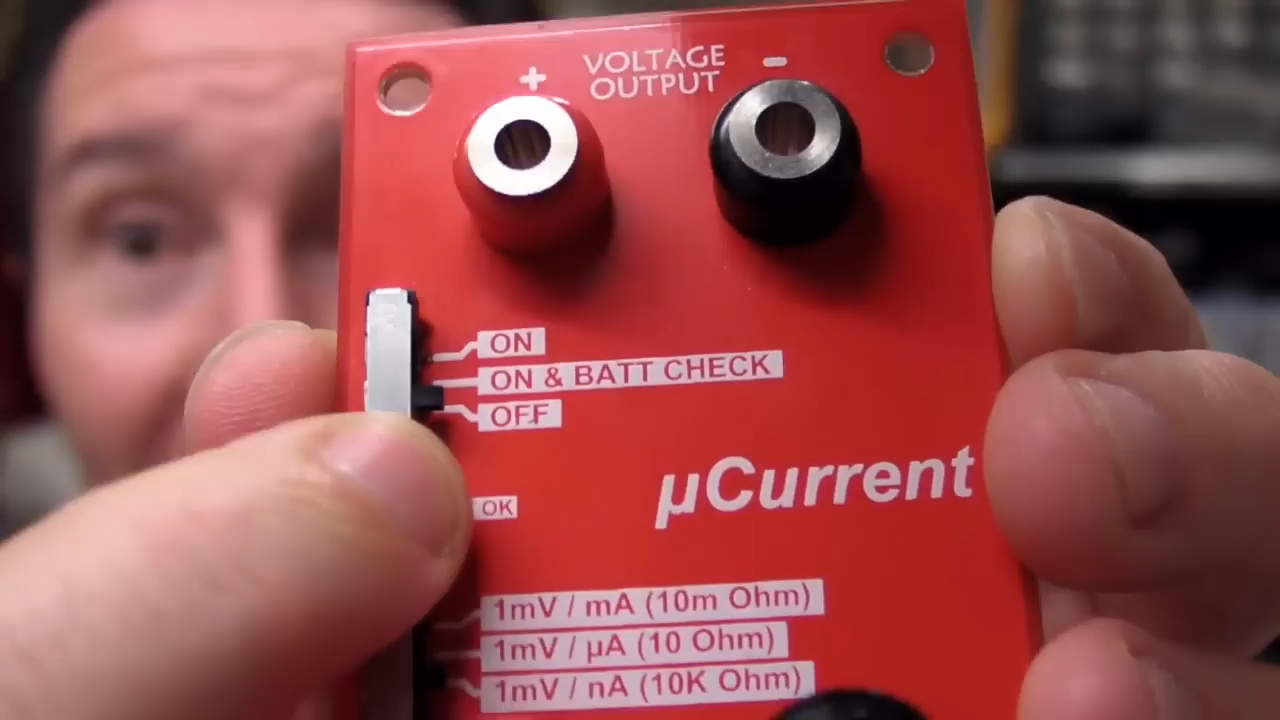 + VOLTAGE -
OUTPUT
ON
ON & BATT CHECK
OFF
µCurrent
OK
1mV / mA (10m Ohm)
1mV / µA (10 Ohm)
1mV / nA (10K Ohm)